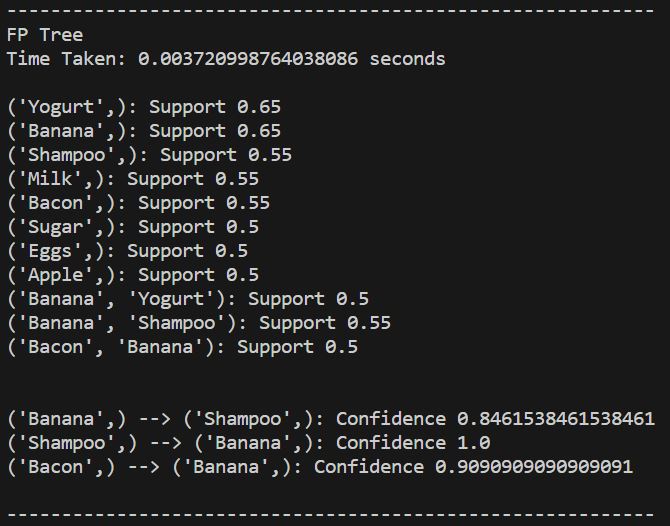 -----------------------------------------------------------
FP Tree
Time Taken: 0.003720998764038086 seconds
('Yogurt',): Support 0.65
('Banana',): Support 0.65
('Shampoo',): Support 0.55
('Milk',): Support 0.55
('Bacon',): Support 0.55
('Sugar',): Support 0.5
('Eggs',): Support 0.5
('Apple',): Support 0.5
('Banana', 'Yogurt'): Support 0.5
('Banana', 'Shampoo'): Support 0.55
('Bacon', 'Banana'): Support 0.5
('Banana',) --> ('Shampoo',): Confidence 0.8461538461538461
('Shampoo',) --> ('Banana',): Confidence 1.0
('Bacon',) --> ('Banana',): Confidence 0.9090909090909091
-----------------------------------------------------------